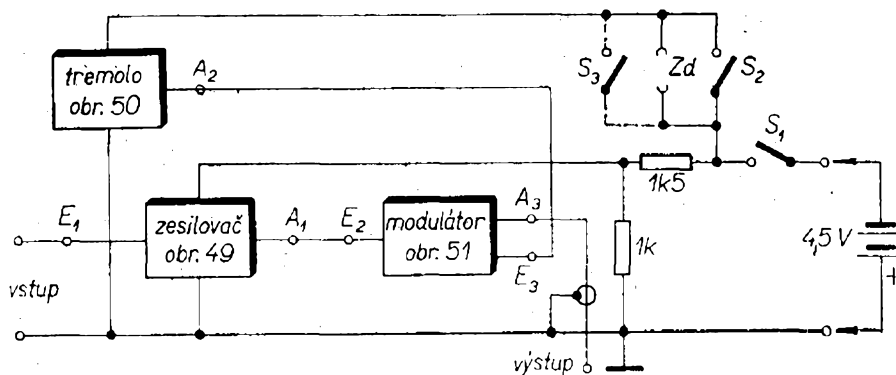 tremolo
obr. 50
A2
S3
Zd
S2
S1
1k5
E1
zesilovač
obr. 49
A1
E2
modulátor
obr. 51
A3
E3
1k
4,5 V
+
vstup
výstup